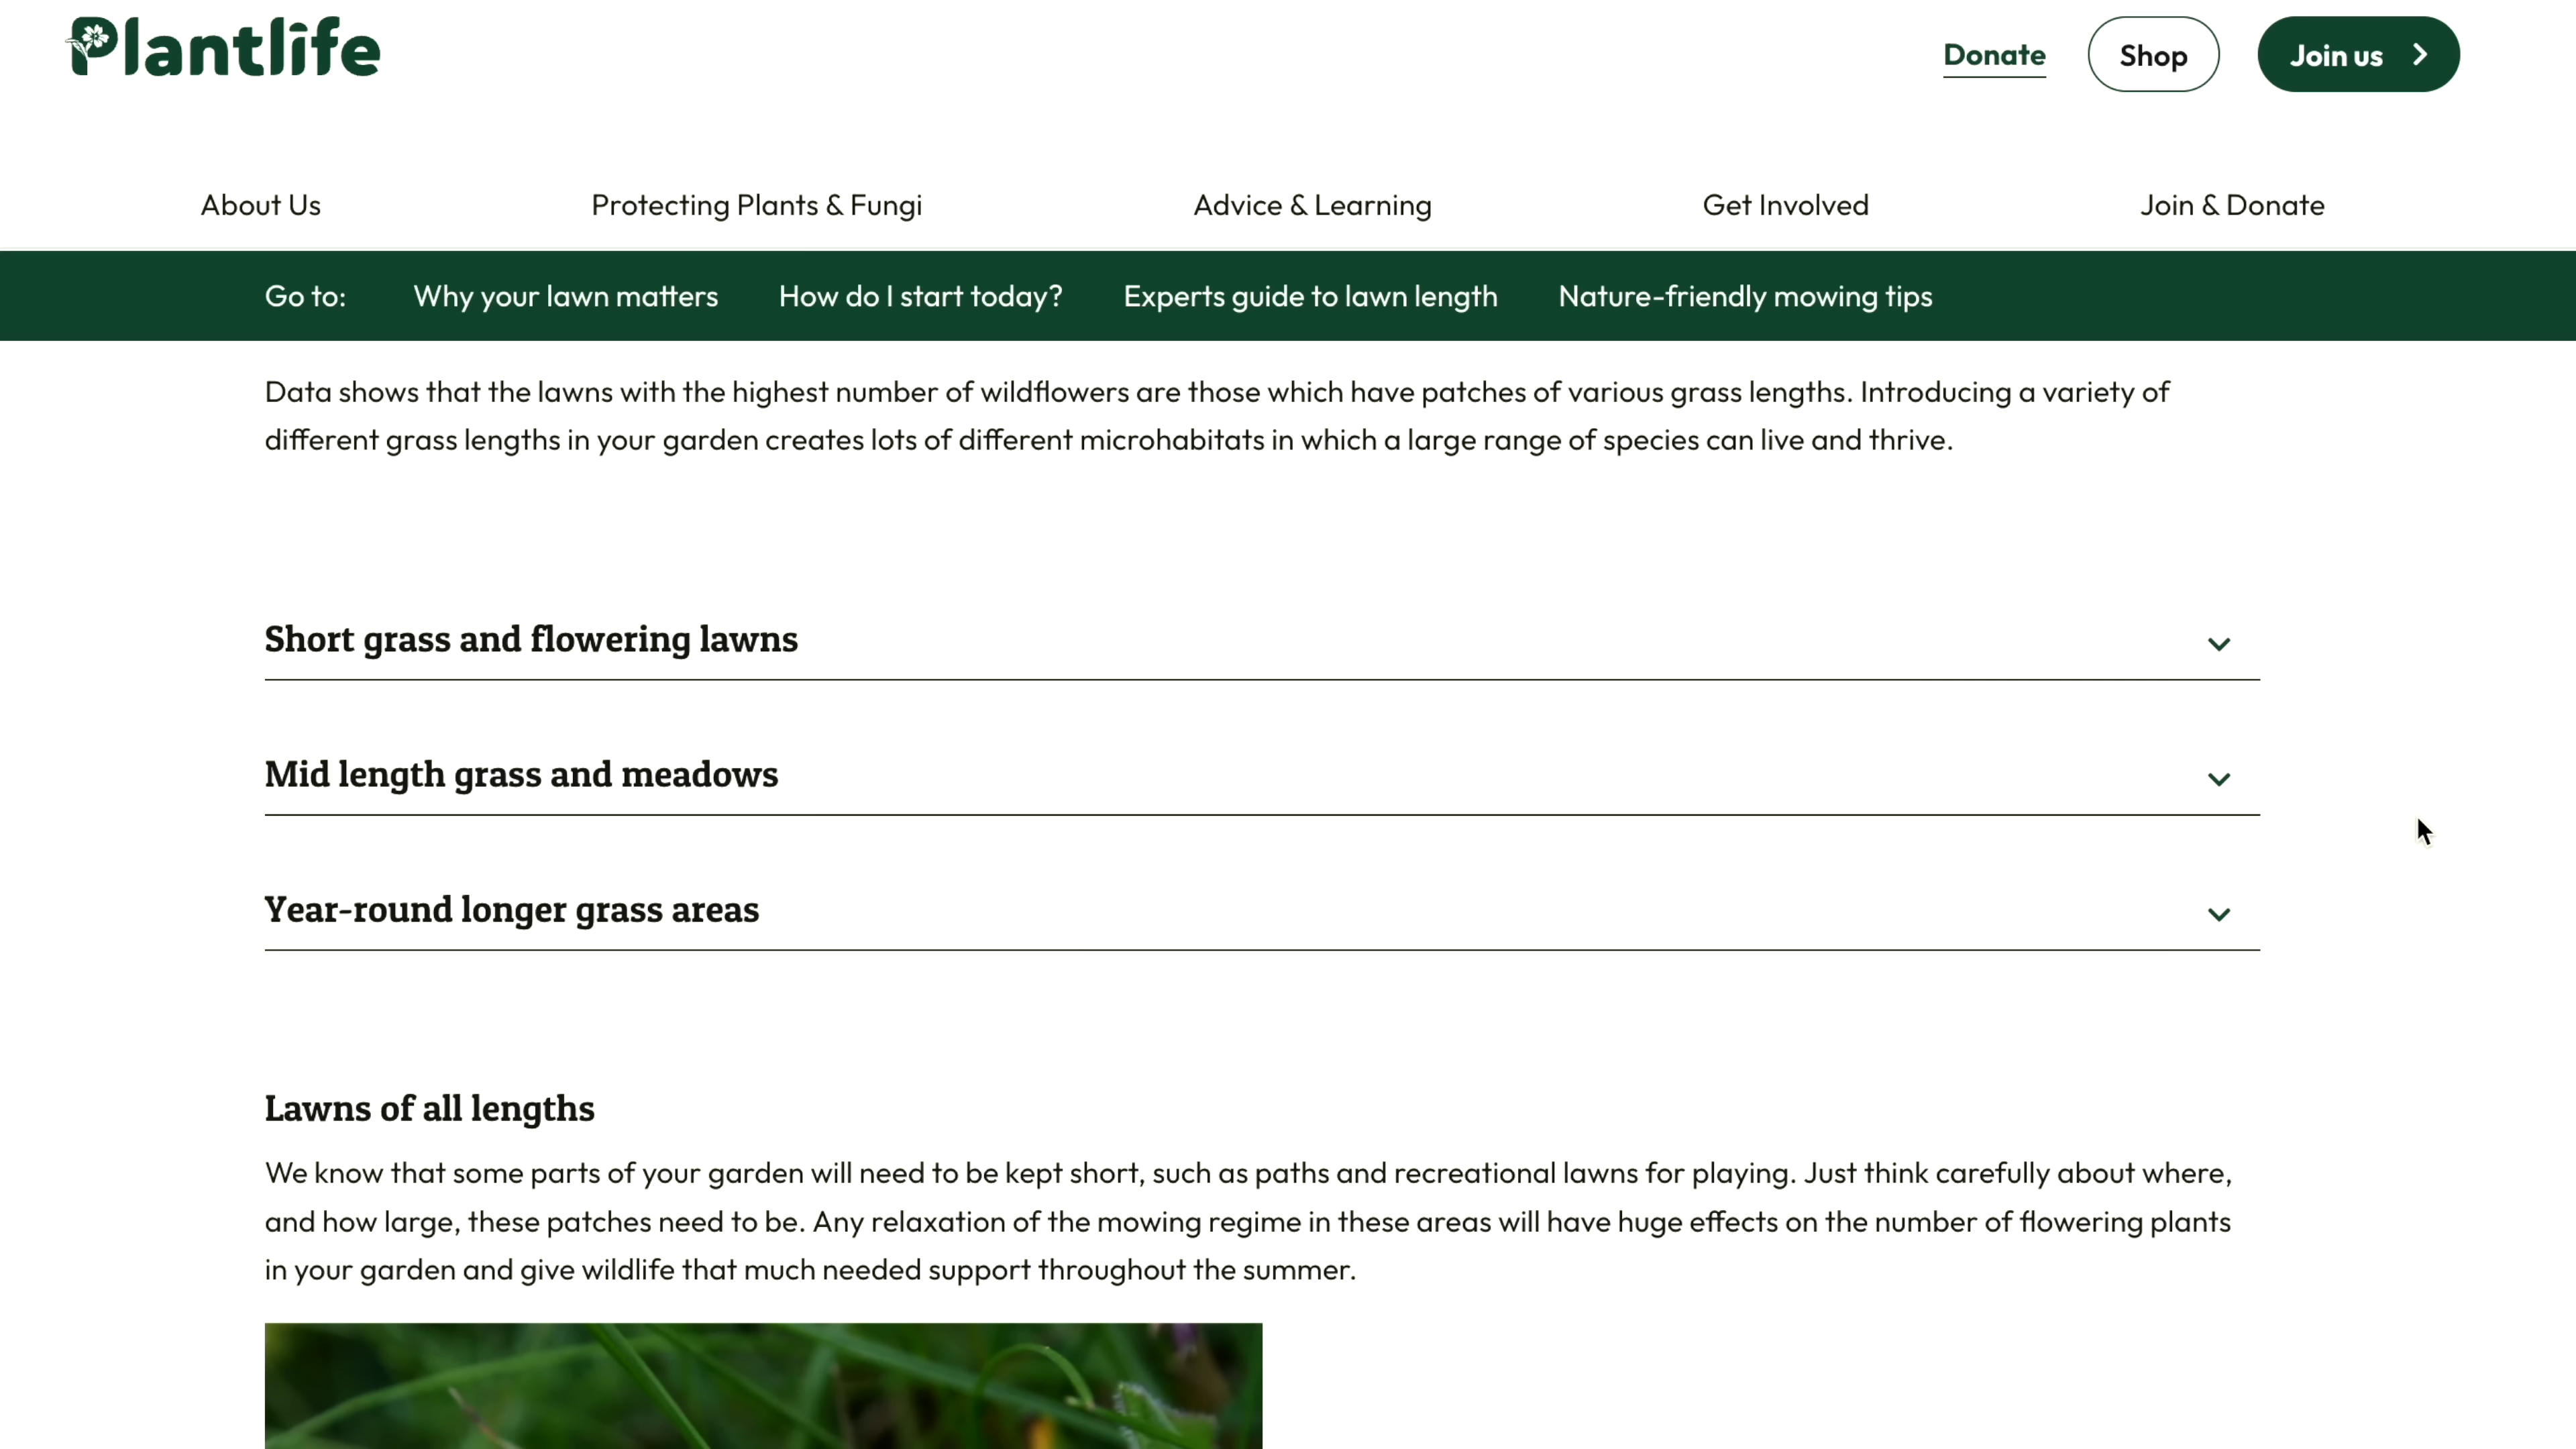 Plantlife
Donate
Shop
Join us
About Us
Protecting Plants & Fungi
Advice & Learning
Get Involved
Join & Donate
Go to:
Why your lawn matters
How do I start today?
Experts guide to lawn length
Nature-friendly mowing tips
Data shows that the lawns with the highest number of wildflowers are those which have patches of various grass lengths. Introducing a variety of
different grass lengths in your garden creates lots of different microhabitats in which a large range of species can live and thrive.
Short grass and flowering lawns
Mid length grass and meadows
Year-round longer grass areas
Lawns of all lengths
We know that some parts of your garden will need to be kept short, such as paths and recreational lawns for playing. Just think carefully about where,
and how large, these patches need to be. Any relaxation of the mowing regime in these areas will have huge effects on the number of flowering plants
in your garden and give wildlife that much needed support throughout the summer.